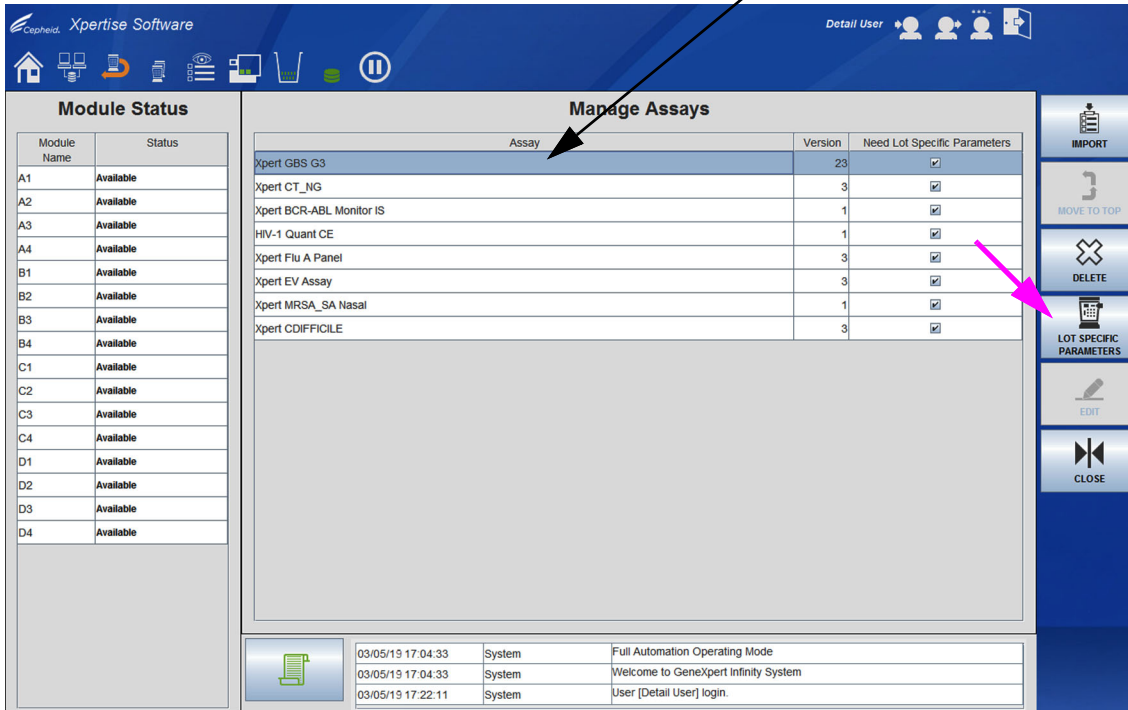 Cepheid. Xpertise Software
Detail User
Module Status
Module Name Status
A1 Available
A2 Available
A3 Available
A4 Available
B1 Available
B2 Available
B3 Available
B4 Available
C1 Available
C2 Available
C3 Available
C4 Available
D1 Available
D2 Available
D3 Available
D4 Available
Manage Assays
Assay Version Need Lot Specific Parameters
Xpert GBS G3 23
Xpert CT_NG 3
Xpert BCR-ABL Monitor IS 1
HIV-1 Quant CE 1
Xpert Flu A Panel 3
Xpert EV Assay 3
Xpert MRSA_SA Nasal 1
Xpert CDIFFICILE 3
03/05/19 17:04:33 System Full Automation Operating Mode
03/05/19 17:04:33 System Welcome to GeneXpert Infinity System
03/05/19 17:22:11 System User [Detail User] login.
IMPORT
MOVE TO TOP
DELETE
LOT SPECIFIC
PARAMETERS
EDIT
CLOSE